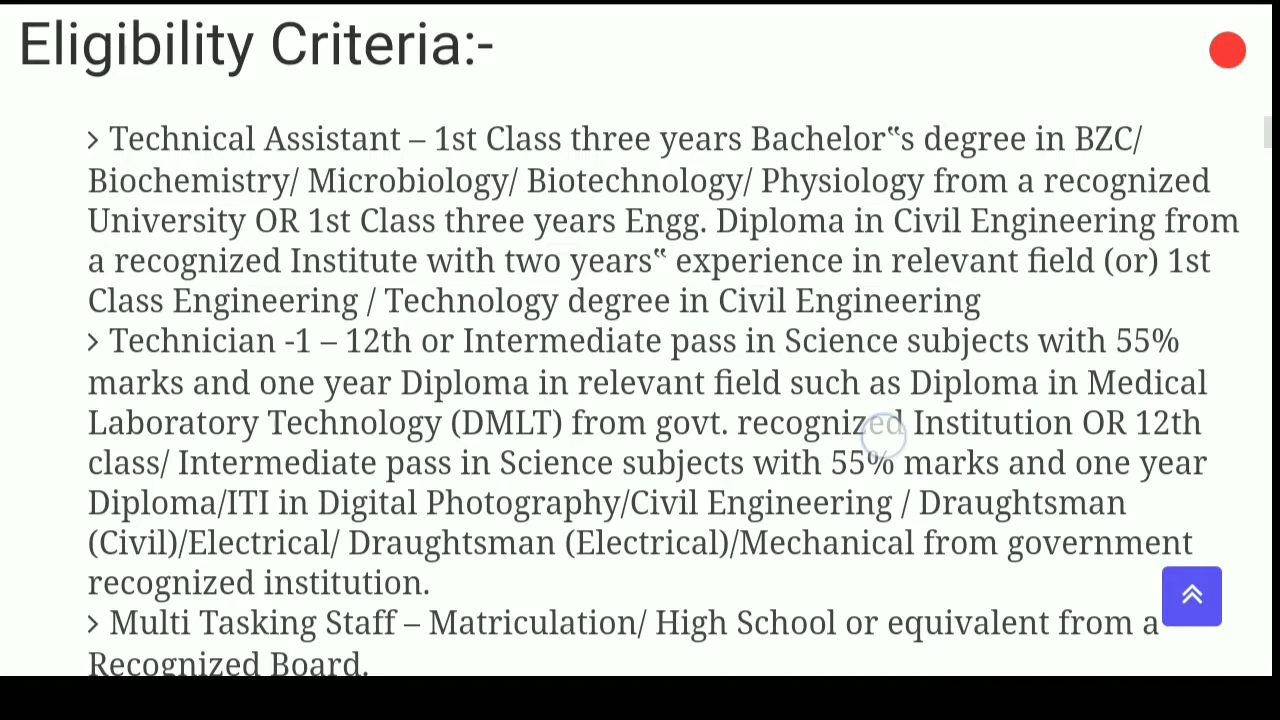 Eligibility Criteria:-
> Technical Assistant – 1st Class three years Bachelor‟s degree in BZC/
Biochemistry/ Microbiology/ Biotechnology/ Physiology from a recognized
University OR 1st Class three years Engg. Diploma in Civil Engineering from
a recognized Institute with two years‟ experience in relevant field (or) 1st
Class Engineering / Technology degree in Civil Engineering
> Technician -1 – 12th or Intermediate pass in Science subjects with 55%
marks and one year Diploma in relevant field such as Diploma in Medical
Laboratory Technology (DMLT) from govt. recognized Institution OR 12th
class/ Intermediate pass in Science subjects with 55% marks and one year
Diploma/ITI in Digital Photography/Civil Engineering / Draughtsman
(Civil)/Electrical/ Draughtsman (Electrical)/Mechanical from government
recognized institution.
> Multi Tasking Staff – Matriculation/ High School or equivalent from a
Recognized Board.